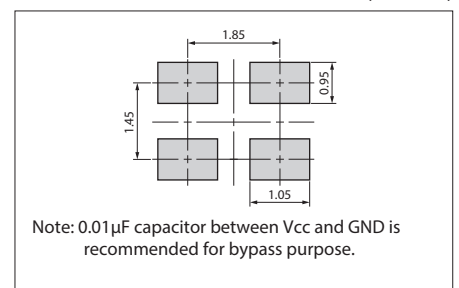 1.85
0.95
1.45
1.05
Note: 0.01µF capacitor between Vcc and GND is
recommended for bypass purpose.